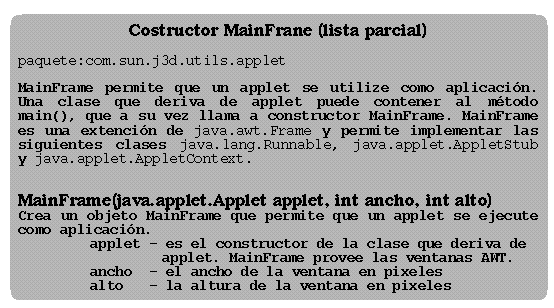 Costructor MainFrane (lista parcial)
paquete:com.sun.j3d.utils.applet
MainFrame permite que un applet se utilize como aplicación.
Una clase que deriva de applet puede contener al método
main(), que a su vez llama a constructor MainFrame. MainFrame
es una extención de java.awt.Frame y permite implementar las
siguientes clases java.lang.Runnable, java.applet.AppletStub
y java.applet.AppletContext.
MainFrame(java.applet.Applet applet, int ancho, int alto)
Crea un objeto MainFrame que permite que un applet se ejecute
como aplicación.
applet - es el constructor de la clase que deriva de
applet. MainFrame provee las ventanas AWT.
ancho - el ancho de la ventana en pixeles
alto - la altura de la ventana en pixeles